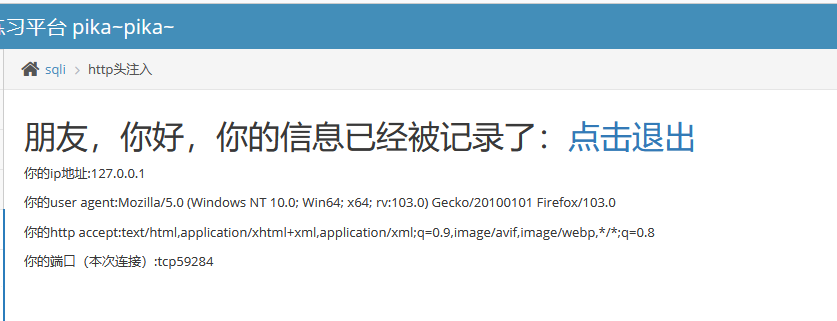 练习平台 pika~pika~
sqli > http头注入
朋友，你好，你的信息已经被记录了：点击退出
你的ip地址:127.0.0.1
你的user agent:Mozilla/5.0 (Windows NT 10.0; Win64; x64; rv:103.0) Gecko/20100101 Firefox/103.0
你的http accept:text/html,application/xhtml+xml,application/xml;q=0.9,image/avif,image/webp,*/*;q=0.8
你的端口（本次连接）:tcp59284